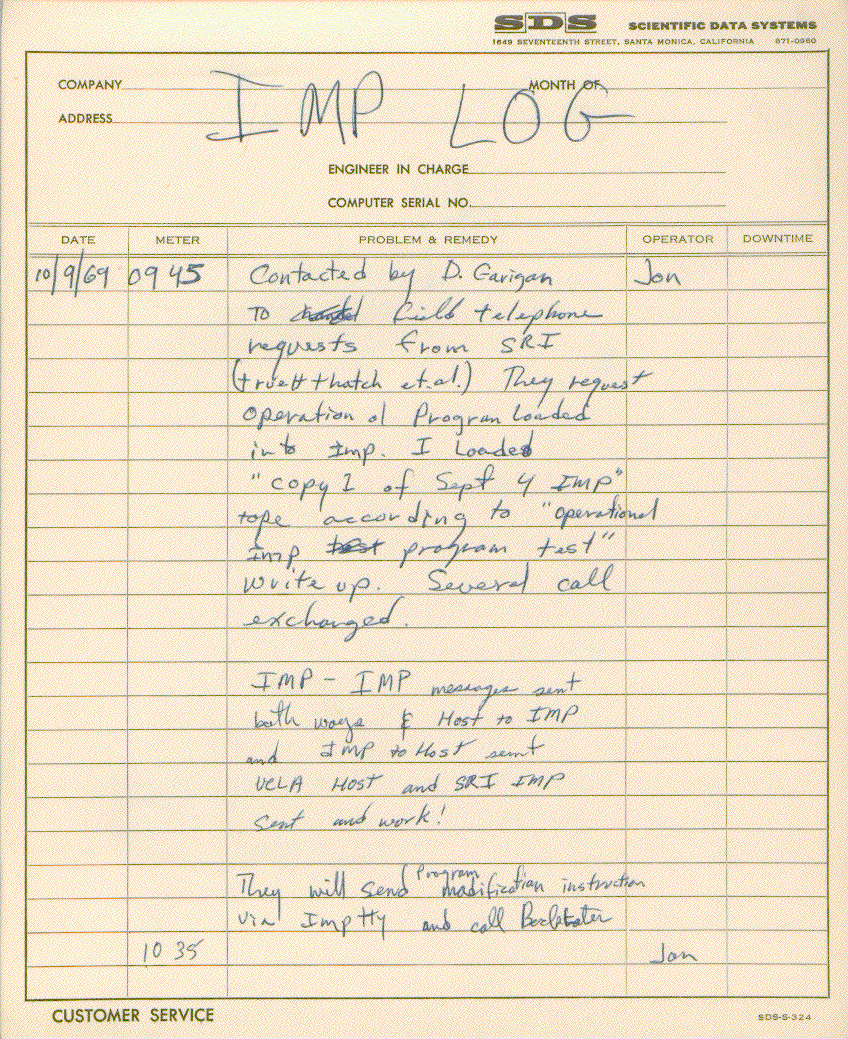 SDS SCIENTIFIC DATA SYSTEMS
1649 SEVENTEENTH STREET, SANTA MONICA, CALIFORNIA 871-0960
COMPANY MONTH OF
IMP LOG
ADDRESS
ENGINEER IN CHARGE
COMPUTER SERIAL NO.
DATE METER PROBLEM & REMEDY OPERATOR DOWNTIME
10/9/69 0945 Contacted by D. Garigan Jon
To field telephone
requests from SRI
(truett thatch et.al.) They request
operation of Program Loaded
into Imp. I Loaded
"copy 1 of Sept 4 IMP"
tape according to "operational
Imp test program test"
write up. Several call
exchanged.
IMP - IMP messages sent
both ways & Host to IMP
and IMP to Host sent
UCLA Host and SRI IMP
Sent and work!
They will send Program modification instruction
via Imp tty and call Back later
10 35 Jon
CUSTOMER SERVICE SDS-S-324